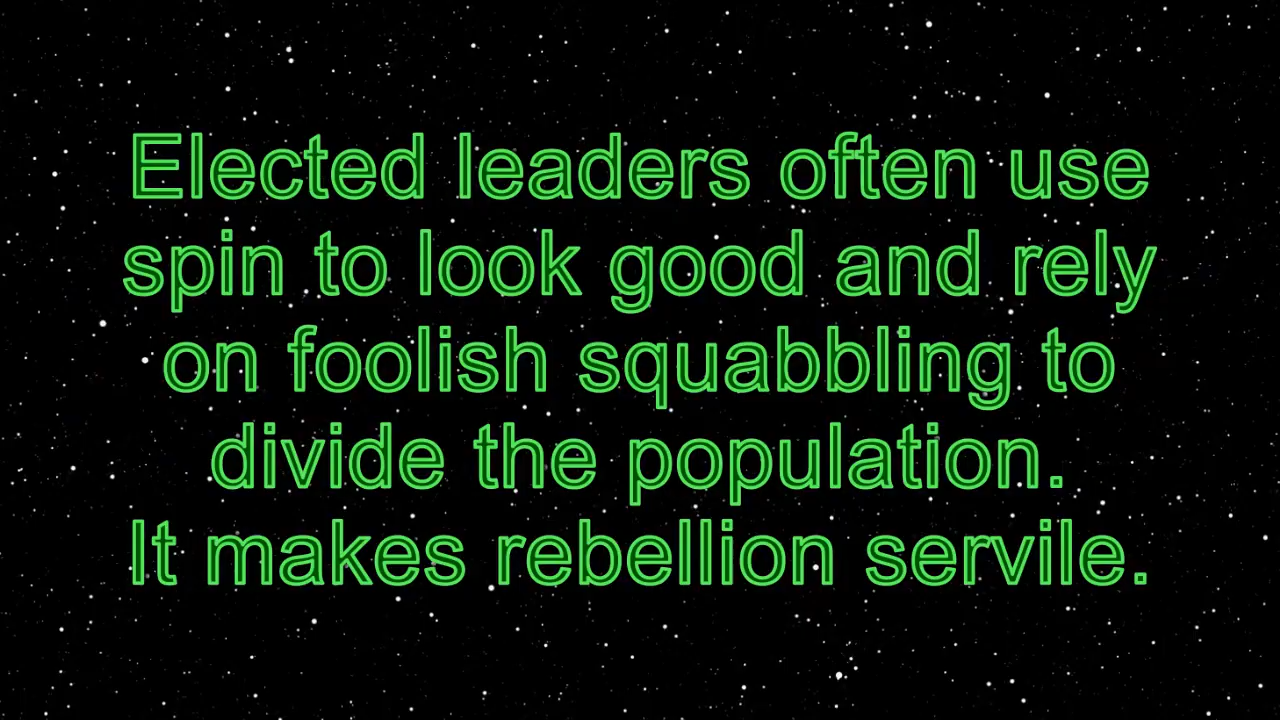 Elected leaders often use
spin to look good and rely
on foolish squabbling to
divide the population.
It makes rebellion servile.